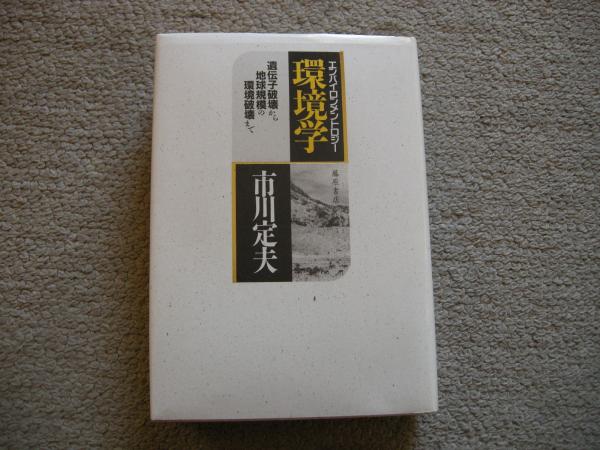 エンバイロンメントロジー
環境学
遺伝子破壊から
地球規模の
環境破壊まで
藤原書店
市川定夫